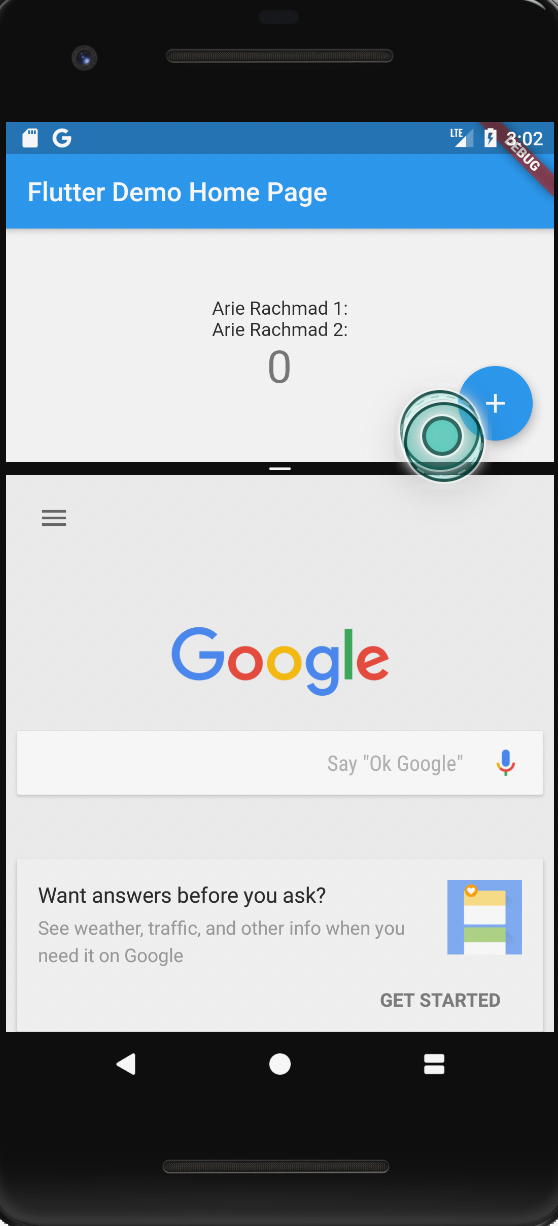 LTE
3:02
DEBUG
Flutter Demo Home Page
Arie Rachmad 1:
Arie Rachmad 2:
0
Google
Say "Ok Google"
Want answers before you ask?
See weather, traffic, and other info when you
need it on Google
GET STARTED